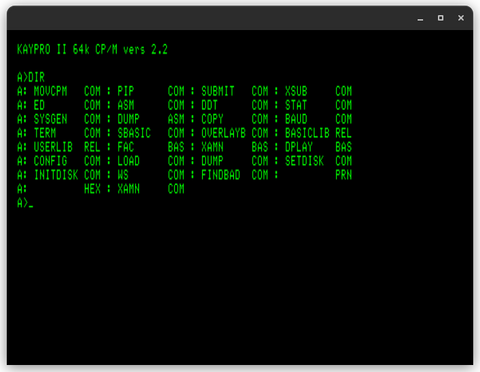 KAYPRO II 64k CP/M vers 2.2
A>DIR
A: MOVCPM   COM : PIP      COM : SUBMIT   COM : XSUB     COM
A: ED       COM : ASM      COM : DDT      COM : STAT     COM
A: SYSGEN   COM : DUMP     ASM : COPY     COM : BAUD     COM
A: TERM     COM : SBASIC   COM : OVERLAYB COM : BASICLIB REL
A: USERLIB  REL : FAC      BAS : XAMN     BAS : DPLAY    BAS
A: CONFIG   COM : LOAD     COM : DUMP     COM : SETDISK  COM
A: INITDISK COM : WS       COM : FINDBAD  COM :          PRN
A:          HEX : XAMN     COM
A>_